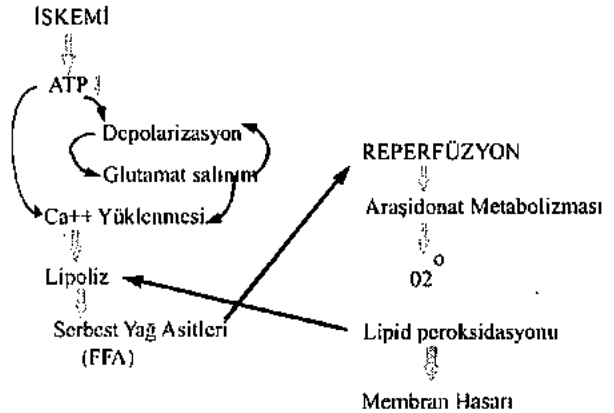 İSKEMİ
ATP
Depolarizasyon
Glutamat salınım
Ca++ Yüklenmesi
Lipoliz
Serbest Yağ Asitleri
(FFA)
REPERFÜZYON
Araşidonat Metabolizması
02°
Lipid peroksidasyonu
Membran Hasarı